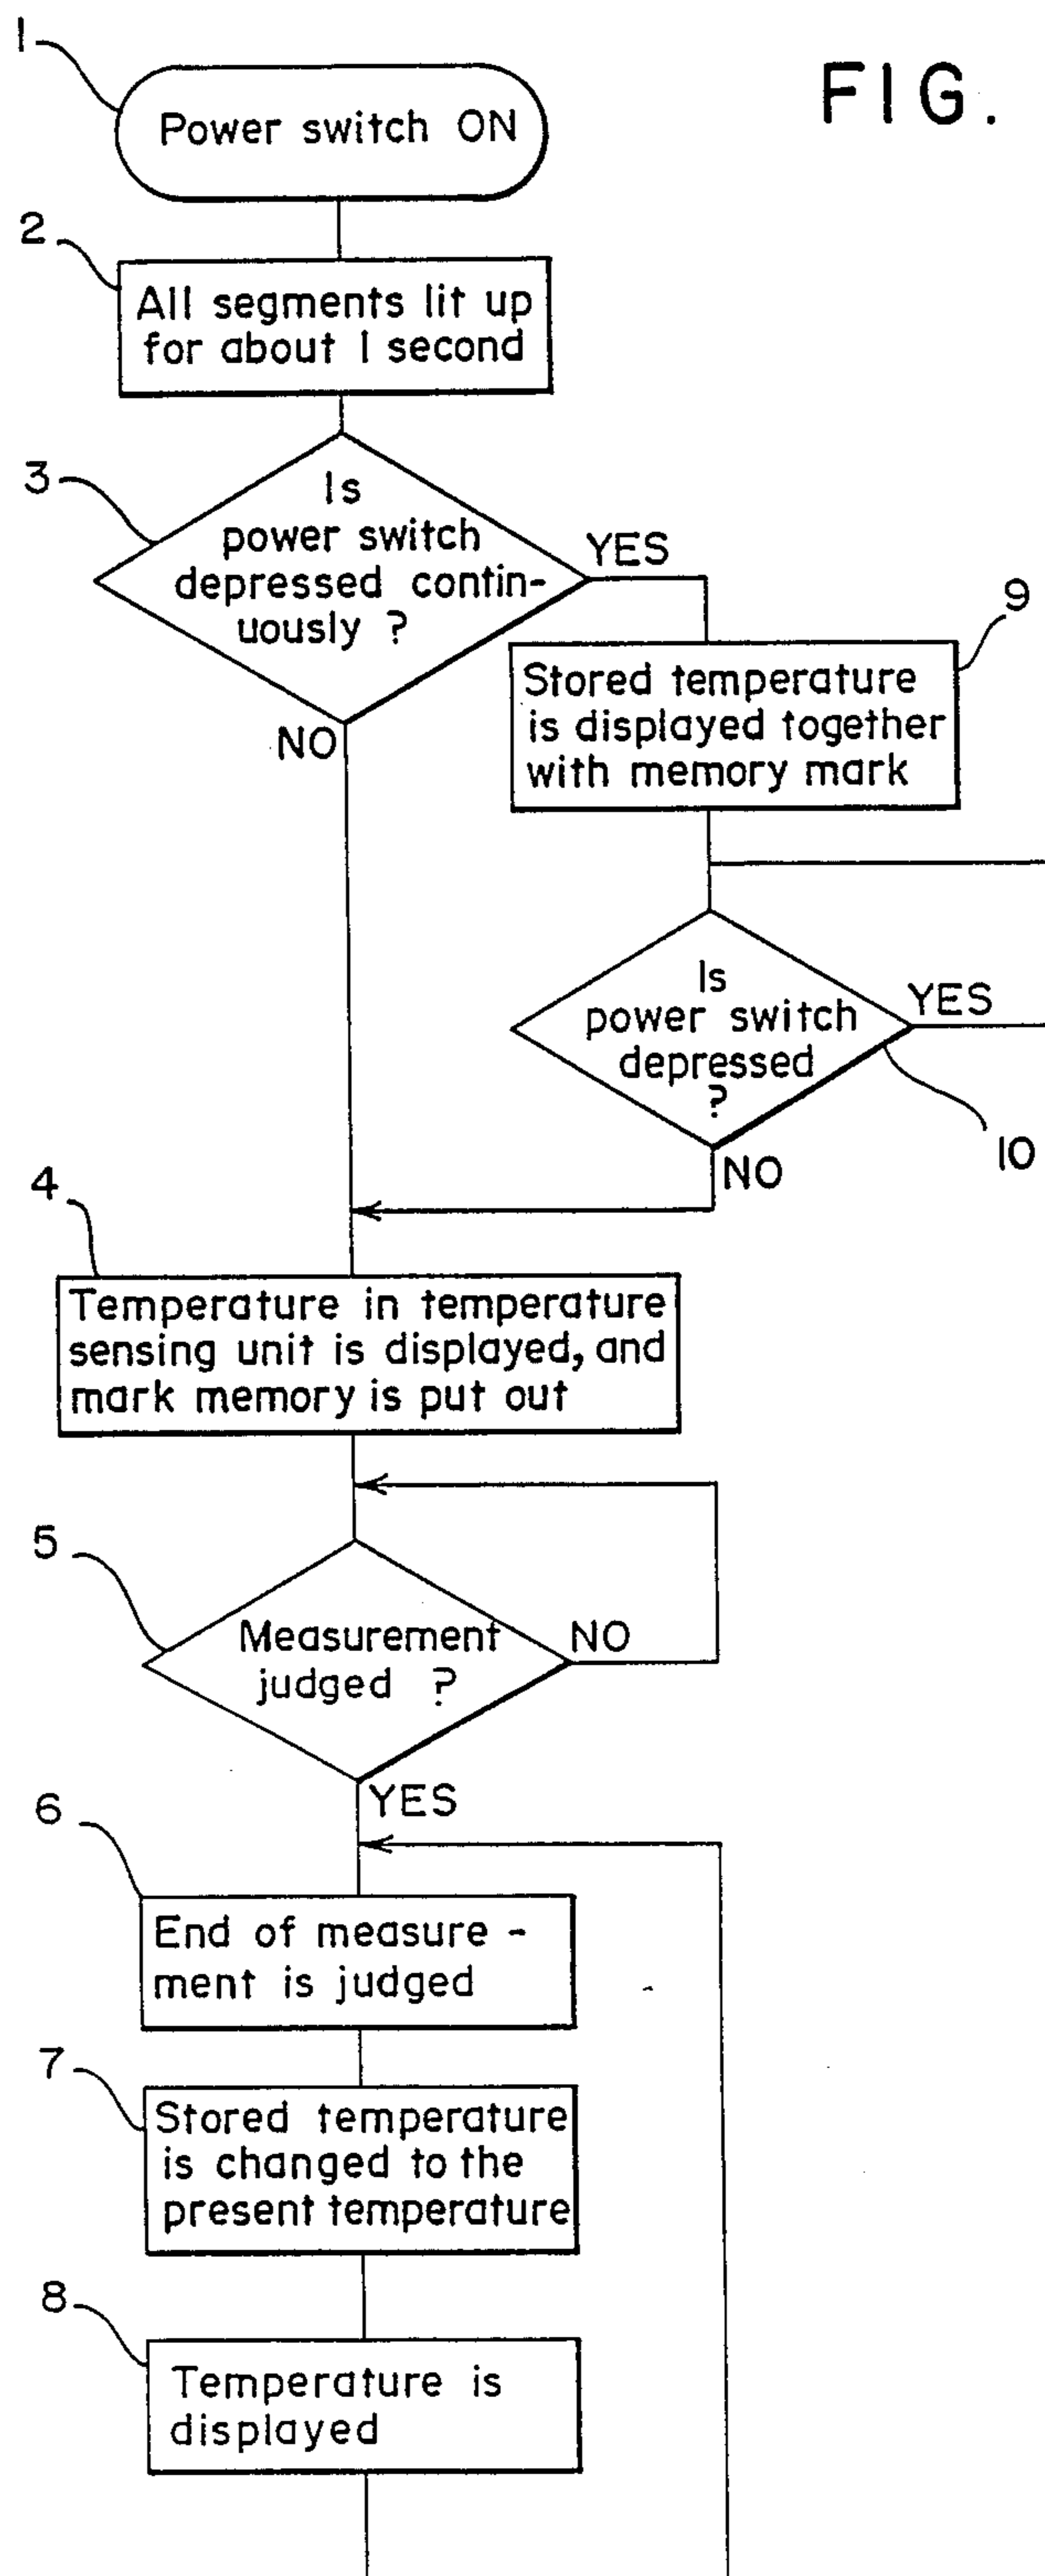 FIG.
1
Power switch ON
2
All segments lit up
for about 1 second
3
Is
power switch
depressed contin-
uously ?
YES
NO
9
Stored temperature
is displayed together
with memory mark
Is
power switch
depressed
?
YES
10
NO
4
Temperature in temperature
sensing unit is displayed, and
mark memory is put out
5
Measurement
judged ?
NO
YES
6
End of measure -
ment is judged
7
Stored temperature
is changed to the
present temperature
8
Temperature is
displayed